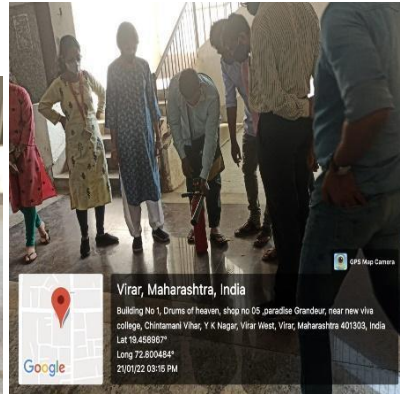 GPS Map Camera
Virar, Maharashtra, India
Building No 1, Drums of heaven, shop no 05 ,paradise Grandeur, near new viva
college, Chintamani Vihar, Y K Nagar, Virar West, Virar, Maharashtra 401303, India
Lat 19.458967°
Long 72.800484°
21/01/22 03:15 PM
Google